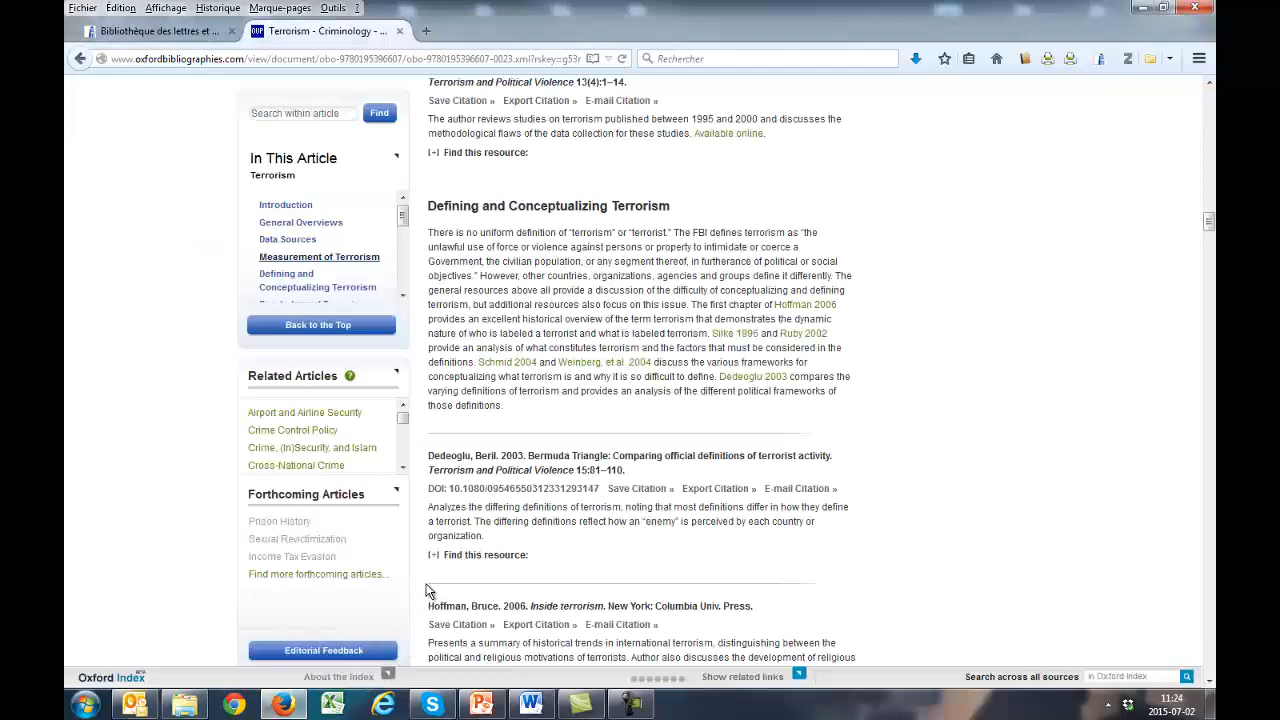 Fichier Édition Affichage Historique Marque-pages Outils ?
Bibliothèque des lettres et ... × OUP Terrorism - Criminology - ... × +
www.oxfordbibliographies.com/view/document/obo-9780195396607/obo-9780195396607-0023.xml?rskey=g53r
Rechercher
Search within article Find
In This Article
Terrorism
Introduction
General Overviews
Data Sources
Measurement of Terrorism
Defining and
Conceptualizing Terrorism
Back to the Top
Related Articles ?
Airport and Airline Security
Crime Control Policy
Crime, (In)Security, and Islam
Cross-National Crime
Forthcoming Articles
Prison History
Sexual Revictimization
Income Tax Evasion
Find more forthcoming articles...
Editorial Feedback
Terrorism and Political Violence 13(4):1–14.
Save Citation » Export Citation » E-mail Citation »
The author reviews studies on terrorism published between 1995 and 2000 and discusses the
methodological flaws of the data collection for these studies. Available online.
[+] Find this resource:
Defining and Conceptualizing Terrorism
There is no uniform definition of “terrorism” or “terrorist.” The FBI defines terrorism as “the
unlawful use of force or violence against persons or property to intimidate or coerce a
Government, the civilian population, or any segment thereof, in furtherance of political or social
objectives.” However, other countries, organizations, agencies and groups define it differently. The
general resources above all provide a discussion of the difficulty of conceptualizing and defining
terrorism, but additional resources also focus on this issue. The first chapter of Hoffman 2006
provides an excellent historical overview of the term terrorism that demonstrates the dynamic
nature of who is labeled a terrorist and what is labeled terrorism. Silke 1996 and Ruby 2002
provide an analysis of what constitutes terrorism and the factors that must be considered in the
definitions. Schmid 2004 and Weinberg, et al. 2004 discuss the various frameworks for
conceptualizing what terrorism is and why it is so difficult to define. Dedeoglu 2003 compares the
varying definitions of terrorism and provides an analysis of the different political frameworks of
those definitions.
Dedeoglu, Beril. 2003. Bermuda Triangle: Comparing official definitions of terrorist activity.
Terrorism and Political Violence 15:81–110.
DOI: 10.1080/09546550312331293147 Save Citation » Export Citation » E-mail Citation »
Analyzes the differing definitions of terrorism, noting that most definitions differ in how they define
a terrorist. The differing definitions reflect how an “enemy” is perceived by each country or
organization.
[+] Find this resource:
Hoffman, Bruce. 2006. Inside terrorism. New York: Columbia Univ. Press.
Save Citation » Export Citation » E-mail Citation »
Presents a summary of historical trends in international terrorism, distinguishing between the
political and religious motivations of terrorists. Author also discusses the development of religious
Oxford Index BETA About the Index Show related links Search across all sources in Oxford Index
11:24
2015-07-02